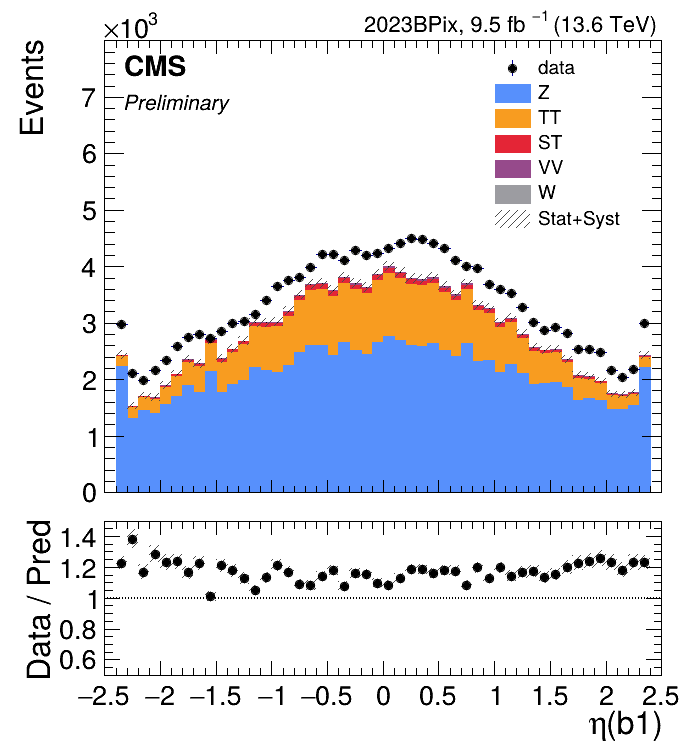 ×10³ 2023BPix, 9.5 fb ⁻¹ (13.6 TeV)
CMS
Preliminary
Events
data
Z
TT
ST
VV
W
Stat+Syst
7
6
5
4
3
2
1
0
Data / Pred
1.4
1.2
1
0.8
0.6
−2.5 −2 −1.5 −1 −0.5 0 0.5 1 1.5 2 2.5
η(b1)